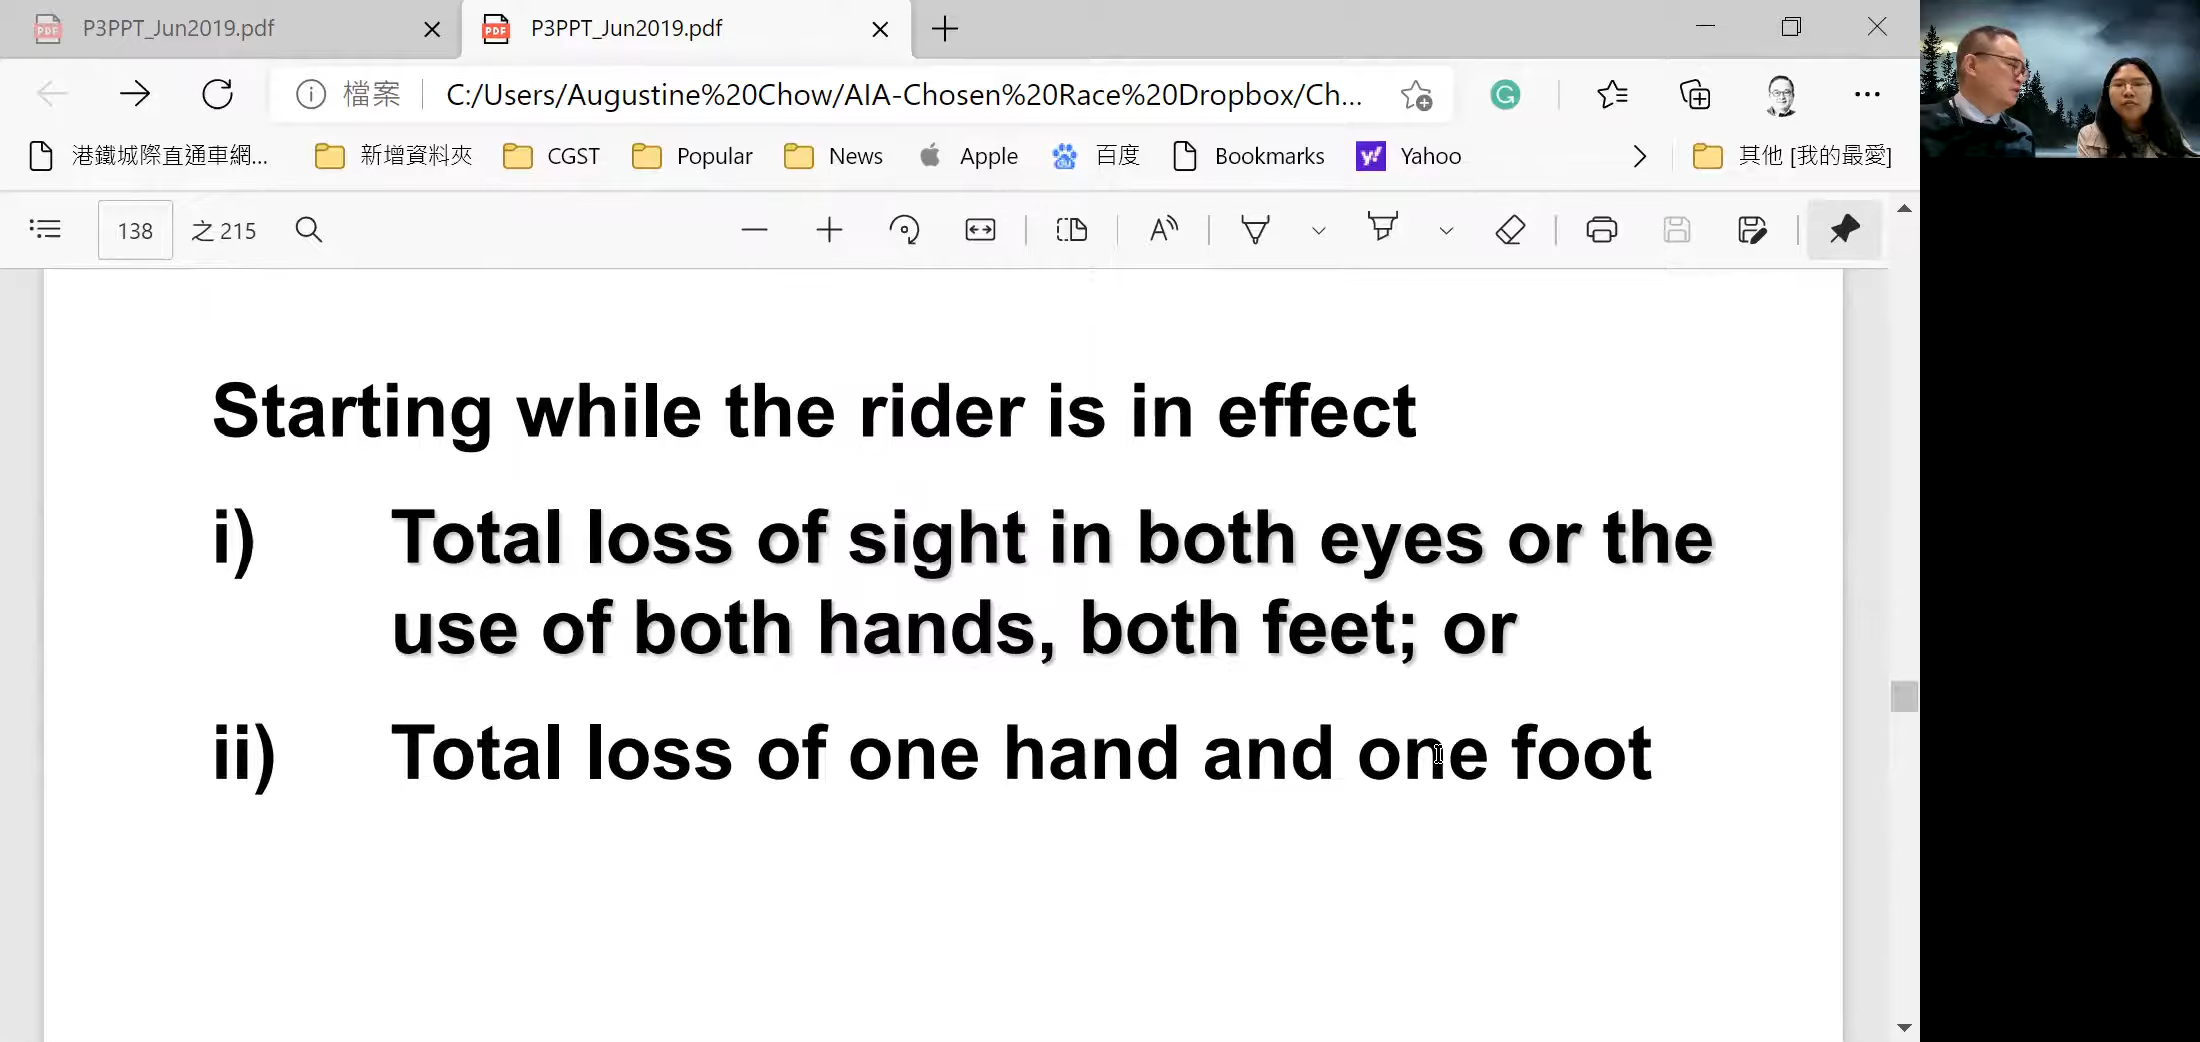 P3PPT_Jun2019.pdf
P3PPT_Jun2019.pdf
檔案 C:/Users/Augustine%20Chow/AIA-Chosen%20Race%20Dropbox/Ch...
港鐵城際直通車網... 新增資料夾 CGST Popular News Apple 百度 Bookmarks Yahoo 其他 [我的最愛]
138 之 215
Starting while the rider is in effect
i) Total loss of sight in both eyes or the
use of both hands, both feet; or
ii) Total loss of one hand and one foot